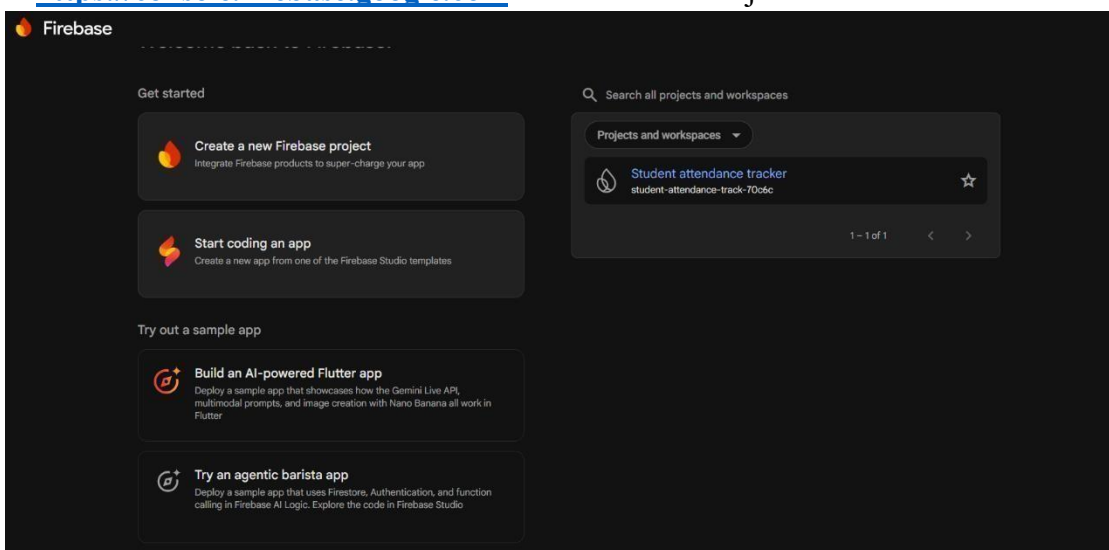 Firebase
Get started
Create a new Firebase project
Integrate Firebase products to super-charge your app
Start coding an app
Create a new app from one of the Firebase Studio templates
Try out a sample app
Build an AI-powered Flutter app
Deploy a sample app that showcases how the Gemini Live API,
multimodal prompts, and image creation with Nano Banana all work in
Flutter
Try an agentic barista app
Deploy a sample app that uses Firestore, Authentication, and function
calling in Firebase AI Logic. Explore the code in Firebase Studio
Search all projects and workspaces
Projects and workspaces
Student attendance tracker
student-attendance-track-70c6c
1 – 1 of 1